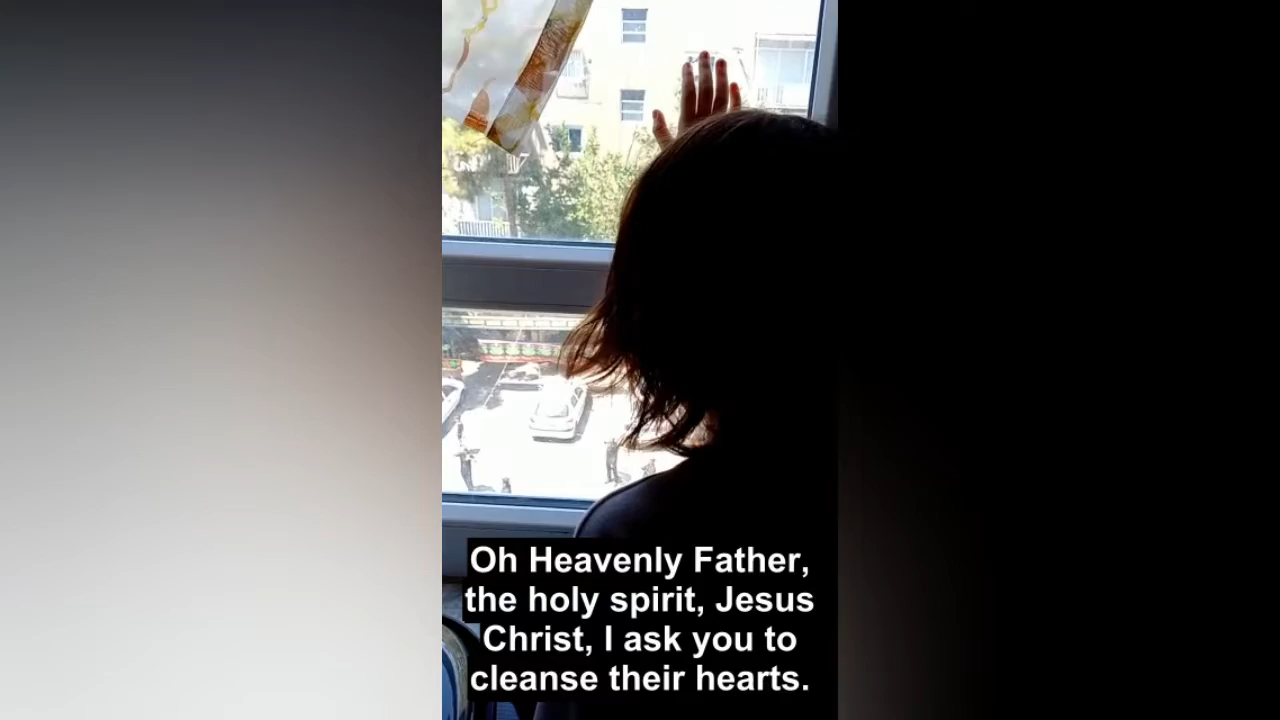 Oh Heavenly Father,
the holy spirit, Jesus
Christ, I ask you to
cleanse their hearts.